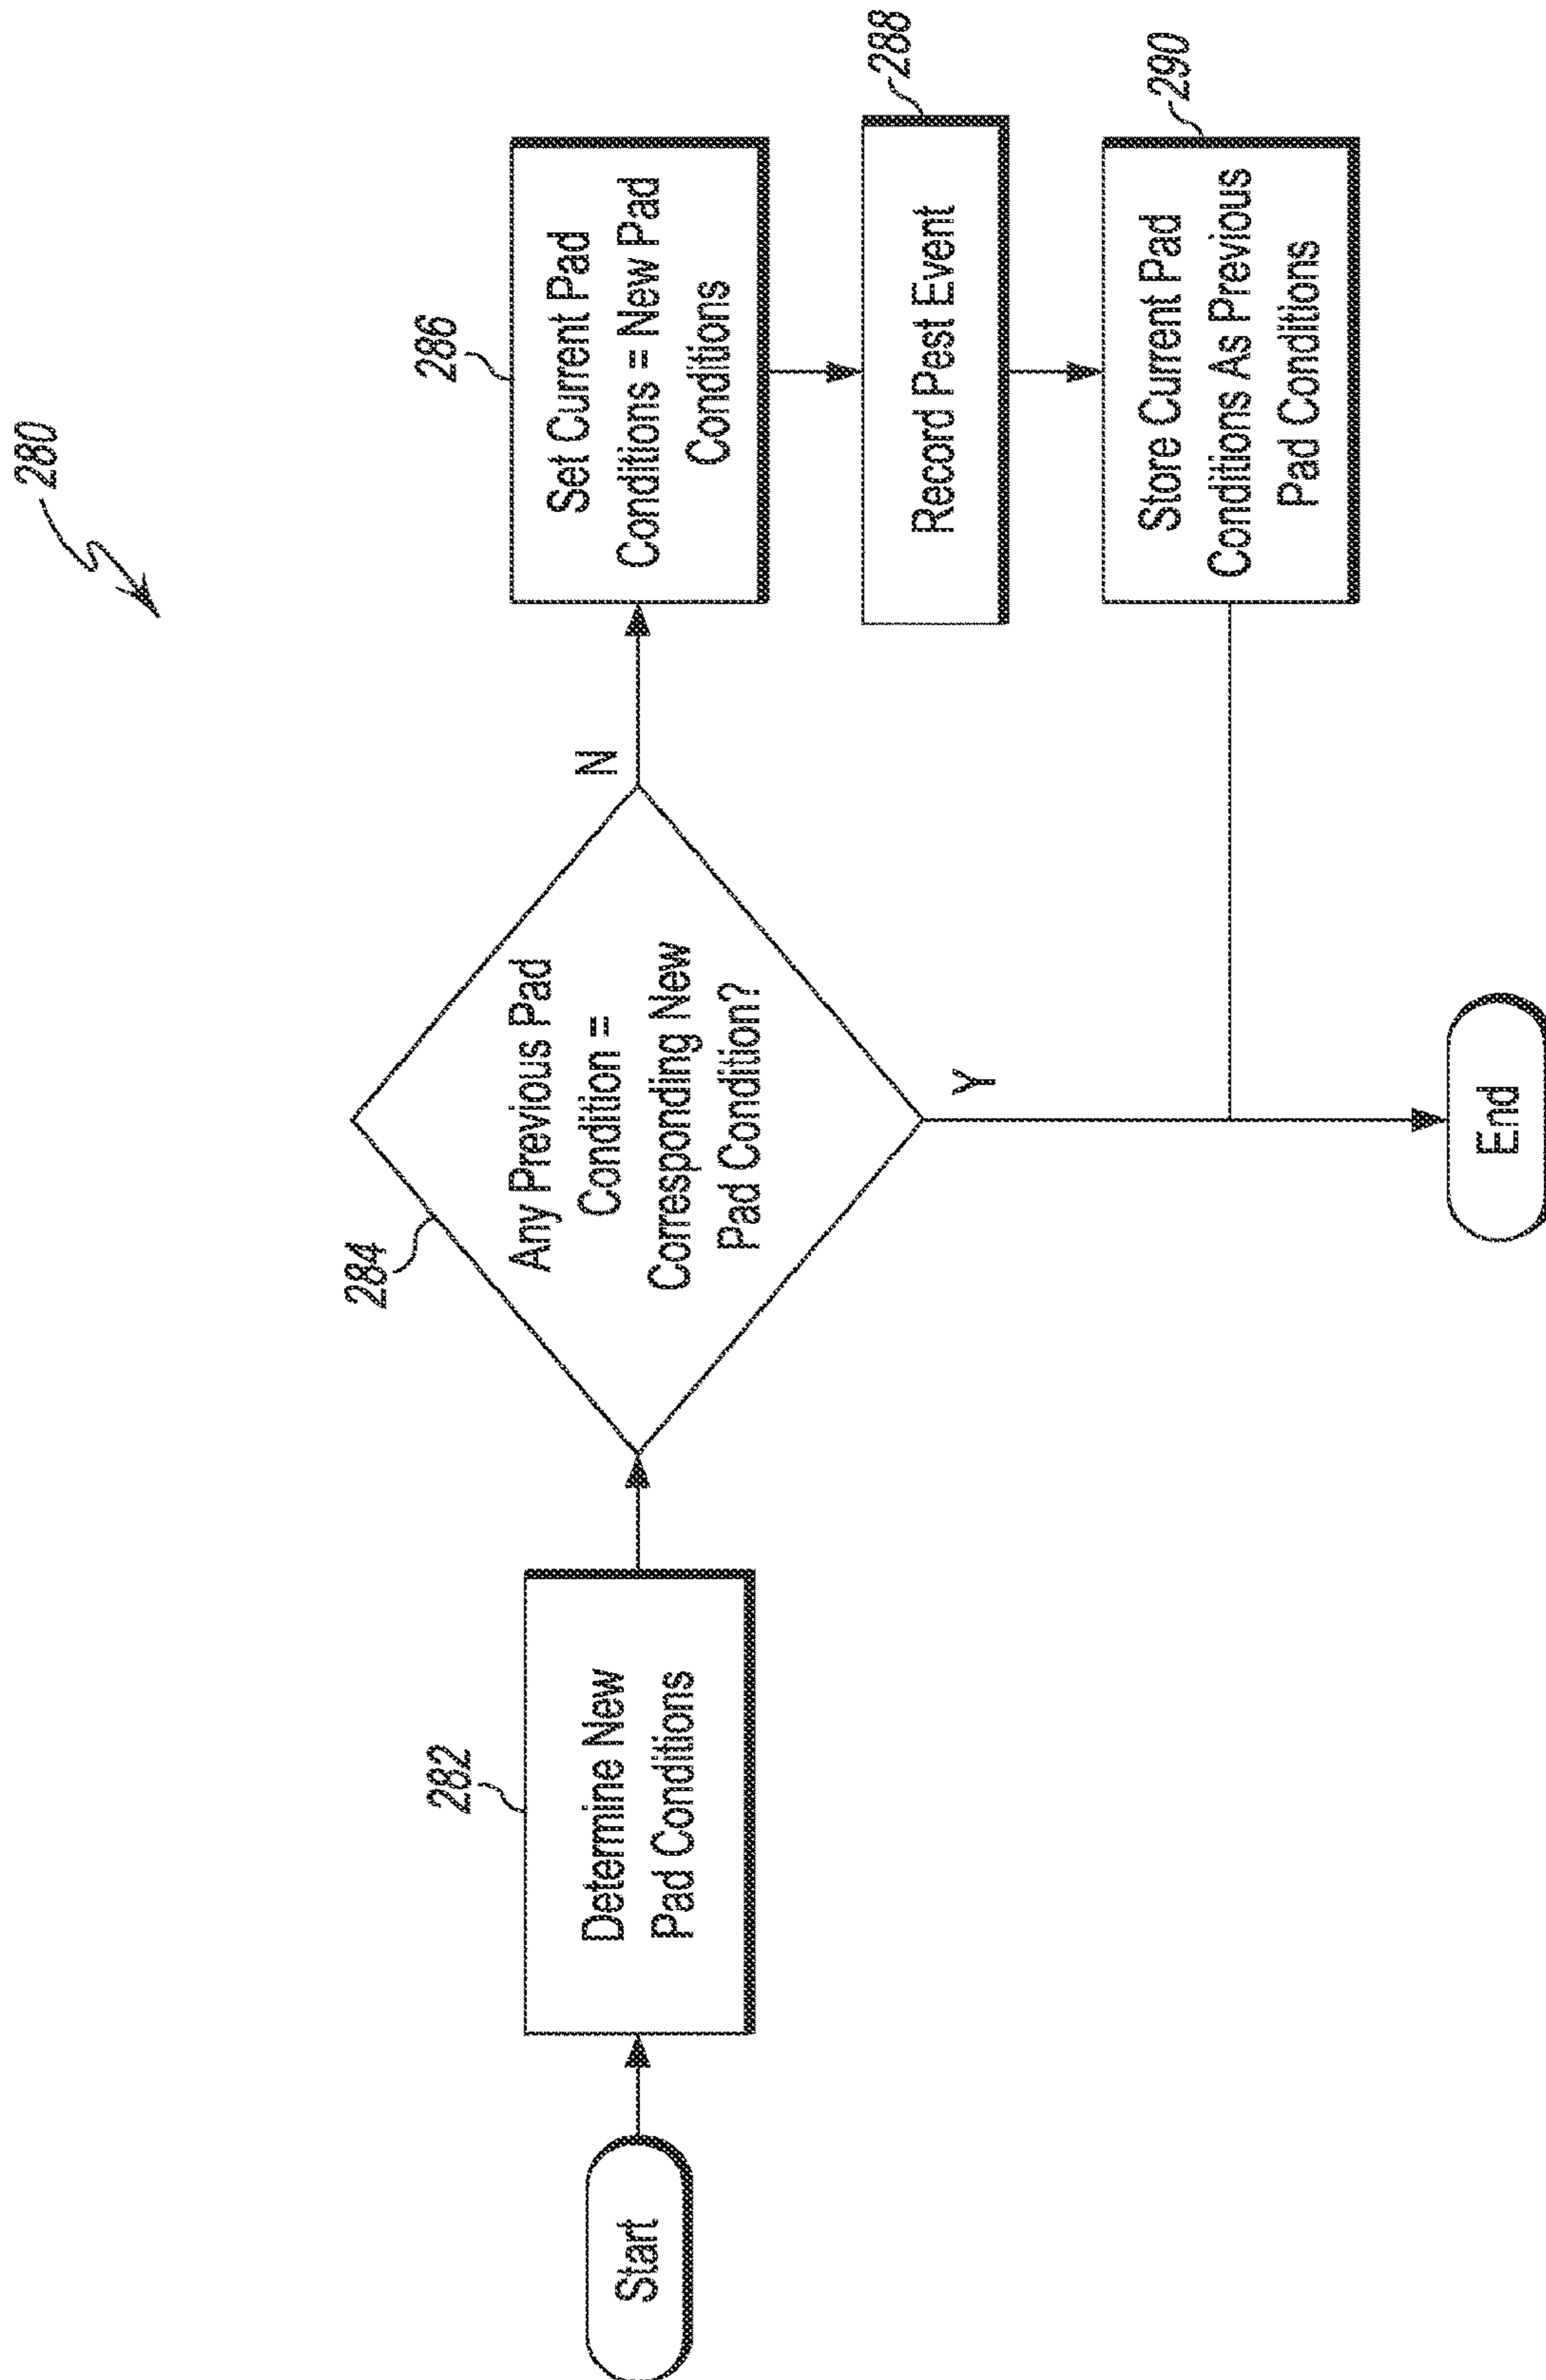 280
Start
282
Determine New
Pad Conditions
284
Any Previous Pad
Condition =
Corresponding New
Pad Condition?
N
Y
286
Set Current Pad
Conditions = New Pad
Conditions
288
Record Pest Event
290
Store Current Pad
Conditions As Previous
Pad Conditions
End